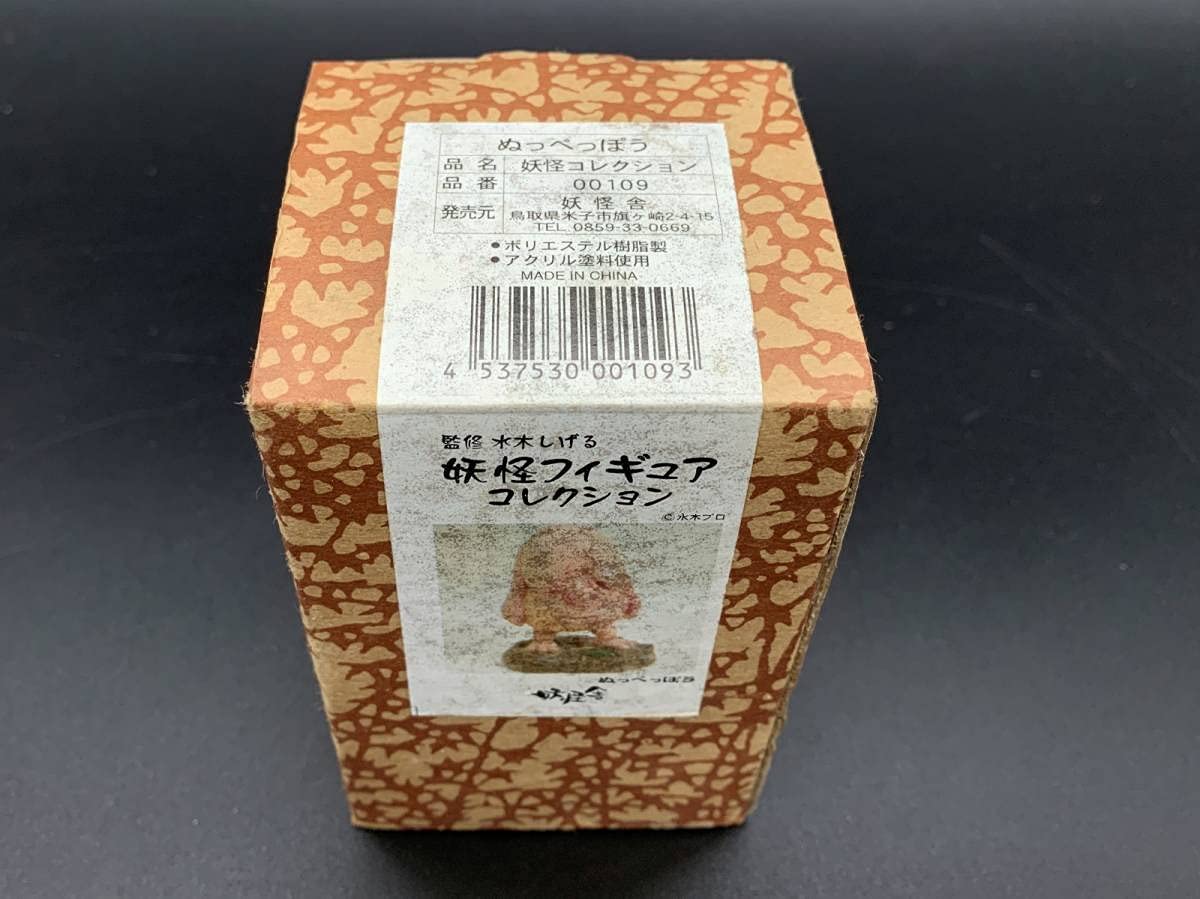 ぬっぺっぽう
品名 妖怪コレクション
品番 00109
発売元 妖怪舎
鳥取県米子市旗ヶ崎2-4-15
TEL 0859-33-0669
●ポリエステル樹脂製
●アクリル塗料使用
MADE IN CHINA
4 537530 001093
監修 水木しげる
妖怪フィギュア
コレクション
©水木プロ
ぬっぺっぽう
妖怪舎